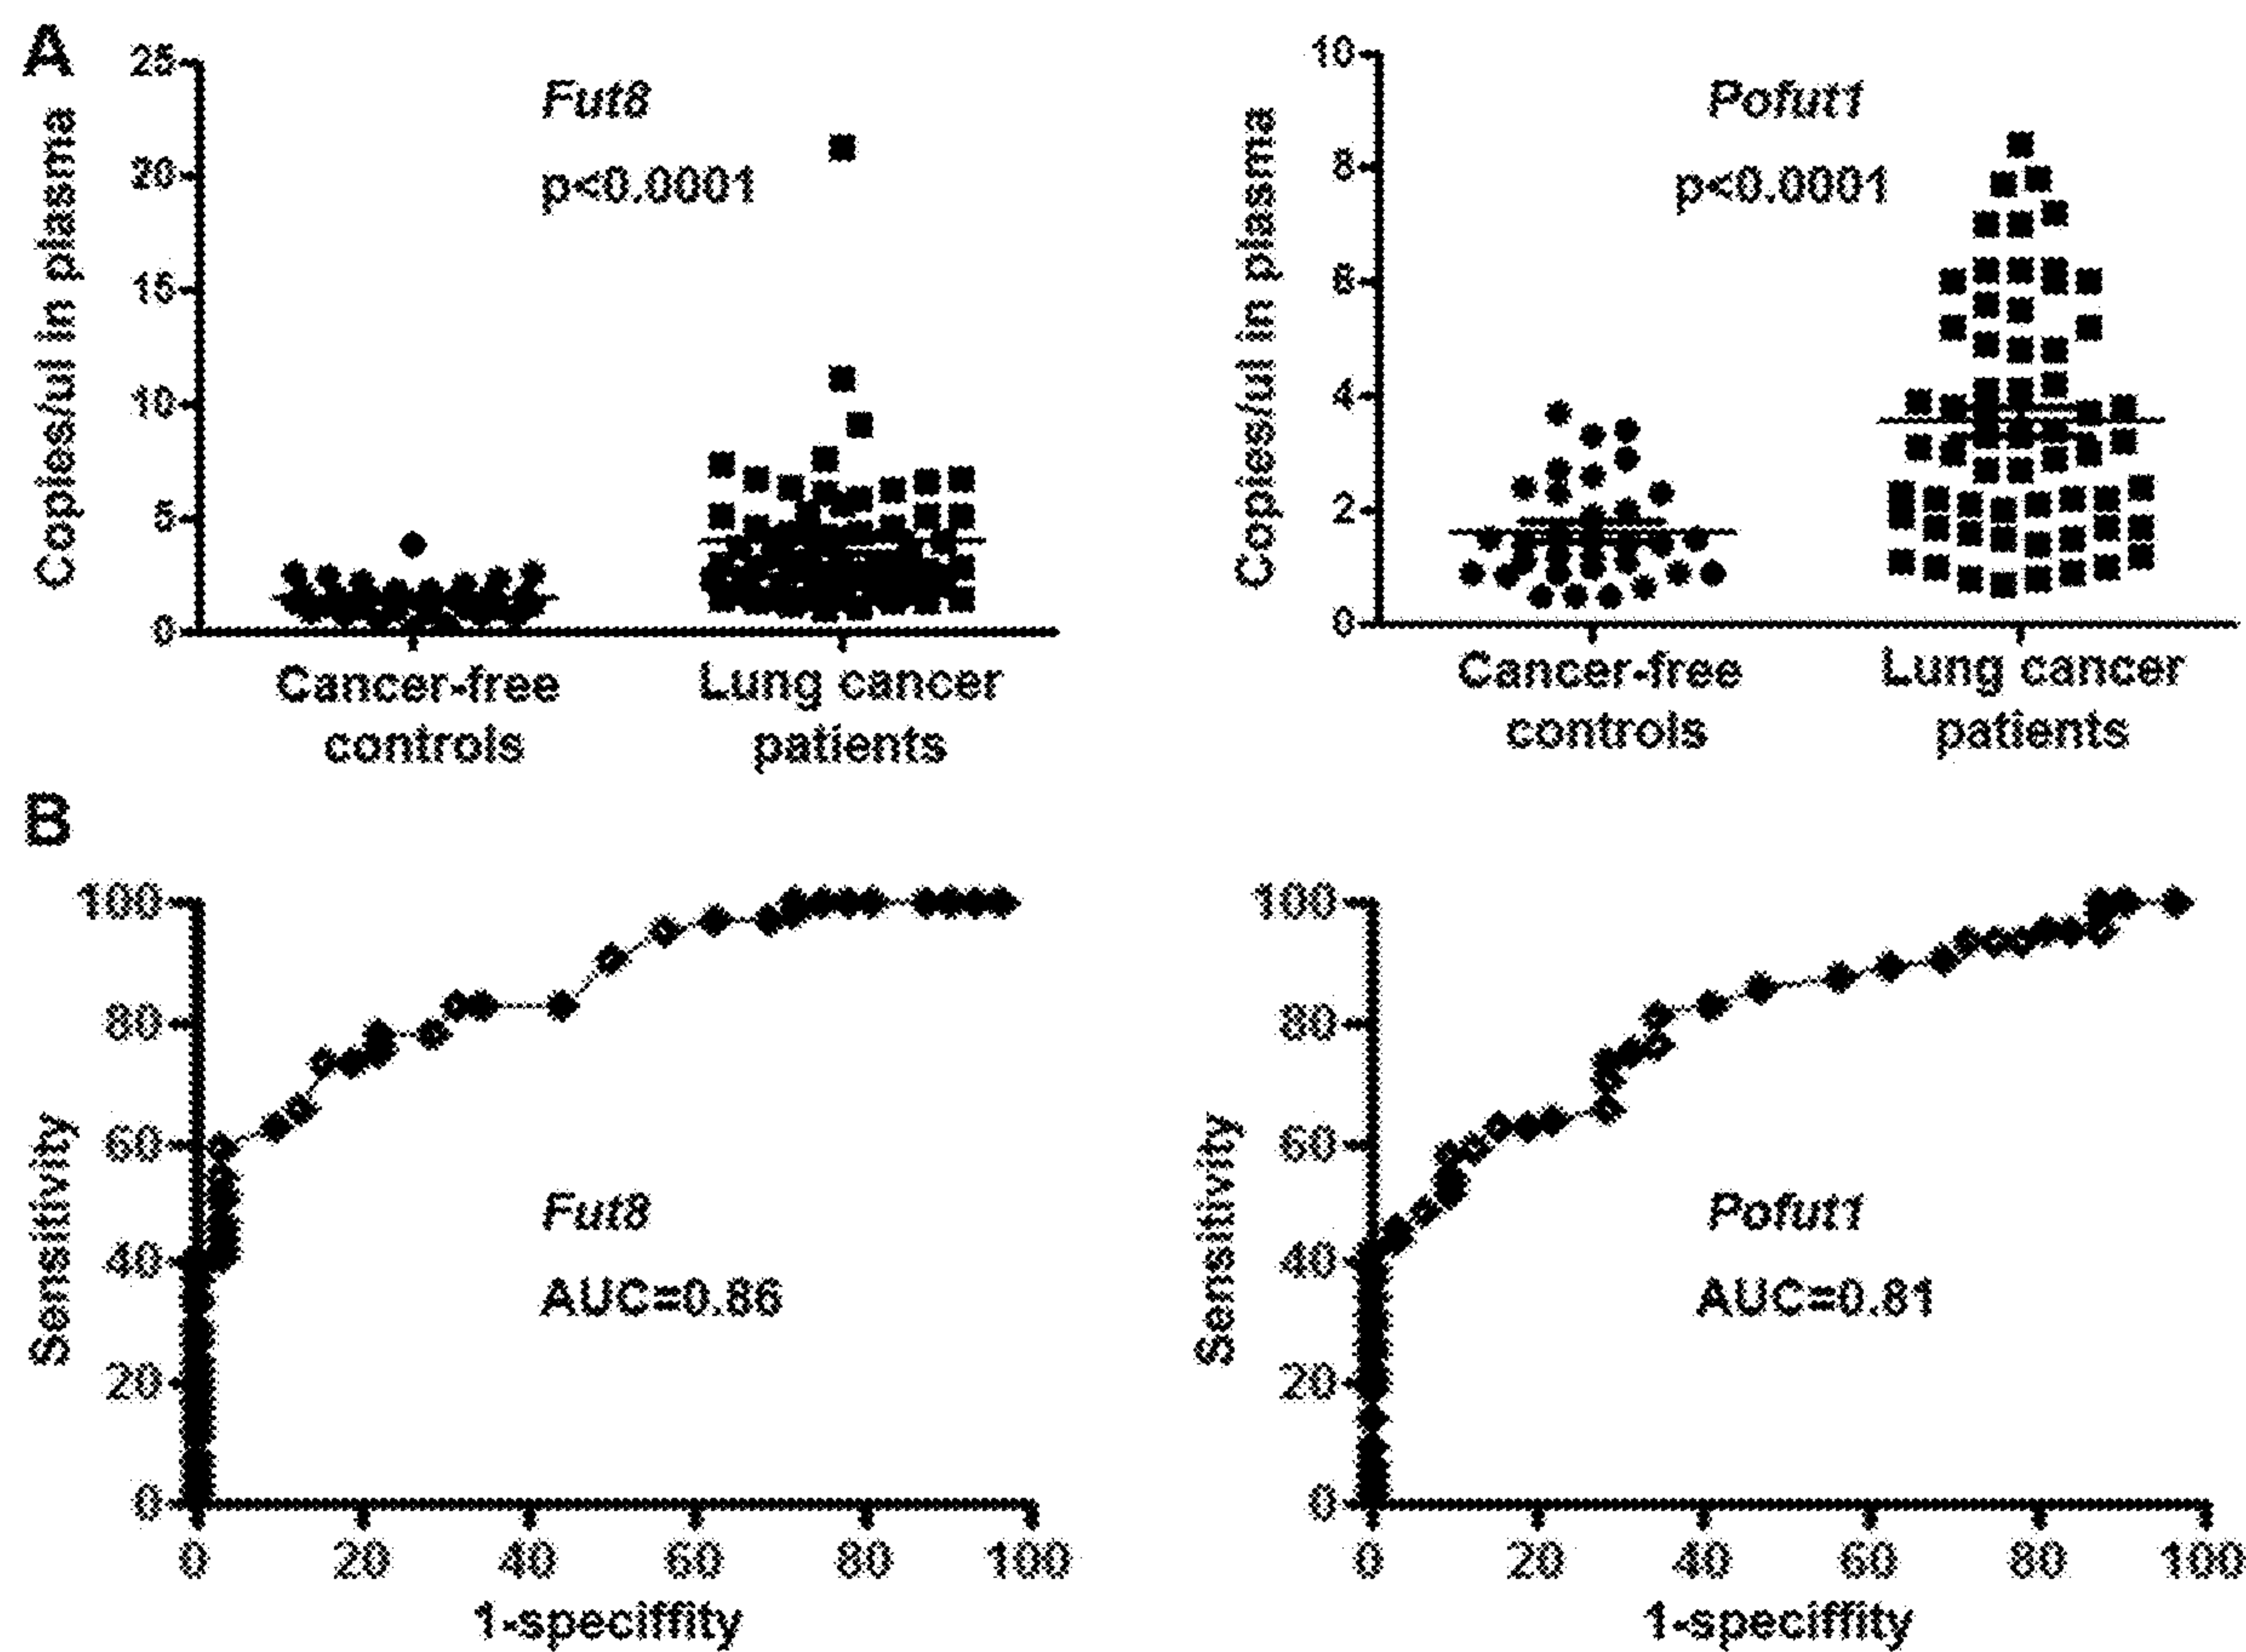 A
25
20
15
10
5
0
Copies/ul in plasma
Fut8
p<0.0001
Cancer-free
controls
Lung cancer
patients
10
8
6
4
2
0
Copies/ul in plasma
Pofut1
p<0.0001
Cancer-free
controls
Lung cancer
patients
B
100
80
60
40
20
0
Sensitivity
Fut8
AUC=0.86
0 20 40 60 80 100
1-speciffity
100
80
60
40
20
0
Sensitivity
Pofut1
AUC=0.81
0 20 40 60 80 100
1-speciffity